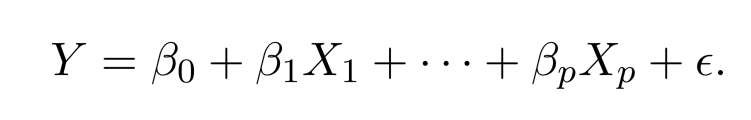 Y = β₀ + β₁X₁ + ⋯ + βₚXₚ + ϵ.